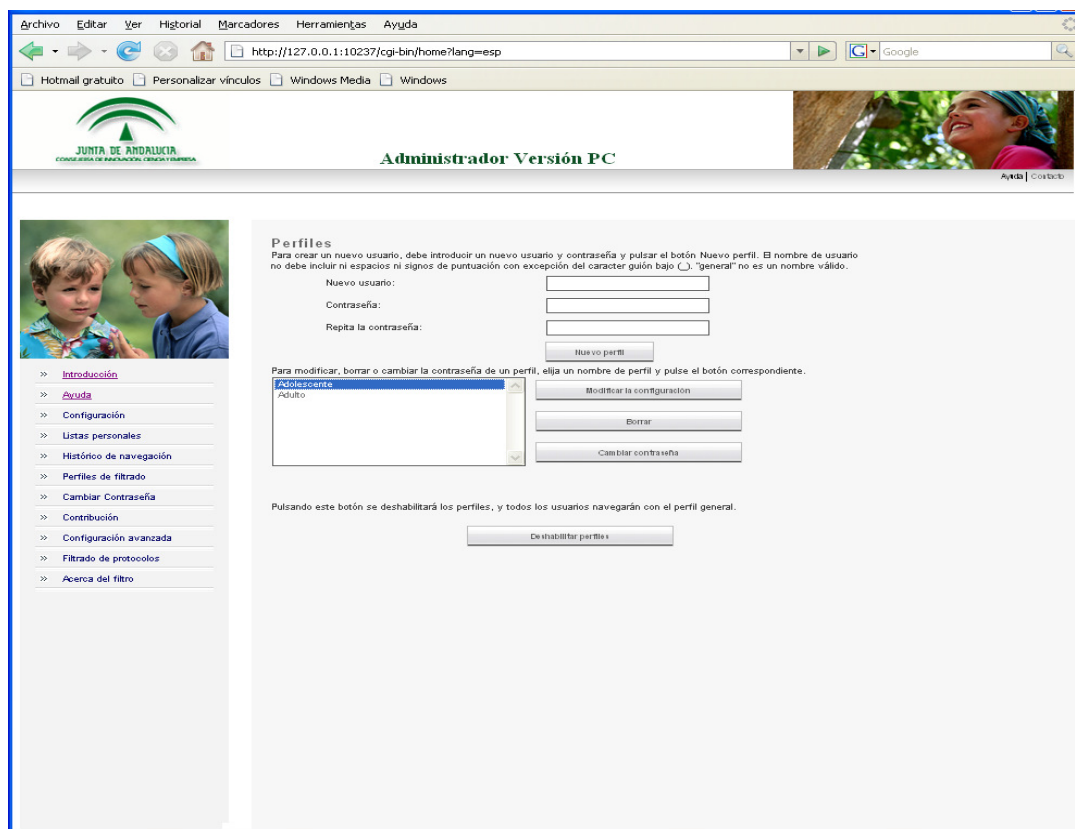 Archivo Editar Ver Historial Marcadores Herramientas Ayuda
http://127.0.0.1:10237/cgi-bin/home?lang=esp
Google
Hotmail gratuito Personalizar vínculos Windows Media Windows
JUNTA DE ANDALUCIA
CONSEJERIA DE INNOVACIÓN, CIENCIA Y EMPRESA
Administrador Versión PC
Ayuda | Contacto
Perfiles
Para crear un nuevo usuario, debe introducir un nuevo usuario y contraseña y pulsar el botón Nuevo perfil. El nombre de usuario
no debe incluir ni espacios ni signos de puntuación con excepción del caracter guión bajo (_). "general" no es un nombre válido.
Nuevo usuario:
Contraseña:
Repita la contraseña:
Nuevo perfil
Para modificar, borrar o cambiar la contraseña de un perfil, elija un nombre de perfil y pulse el botón correspondiente.
Adolescente
Adulto
Modificar la configuración
Borrar
Cambiar contraseña
Pulsando este botón se deshabilitará los perfiles, y todos los usuarios navegarán con el perfil general.
Deshabilitar perfiles
» Introducción
» Ayuda
» Configuración
» Listas personales
» Histórico de navegación
» Perfiles de filtrado
» Cambiar Contraseña
» Contribución
» Configuración avanzada
» Filtrado de protocolos
» Acerca del filtro